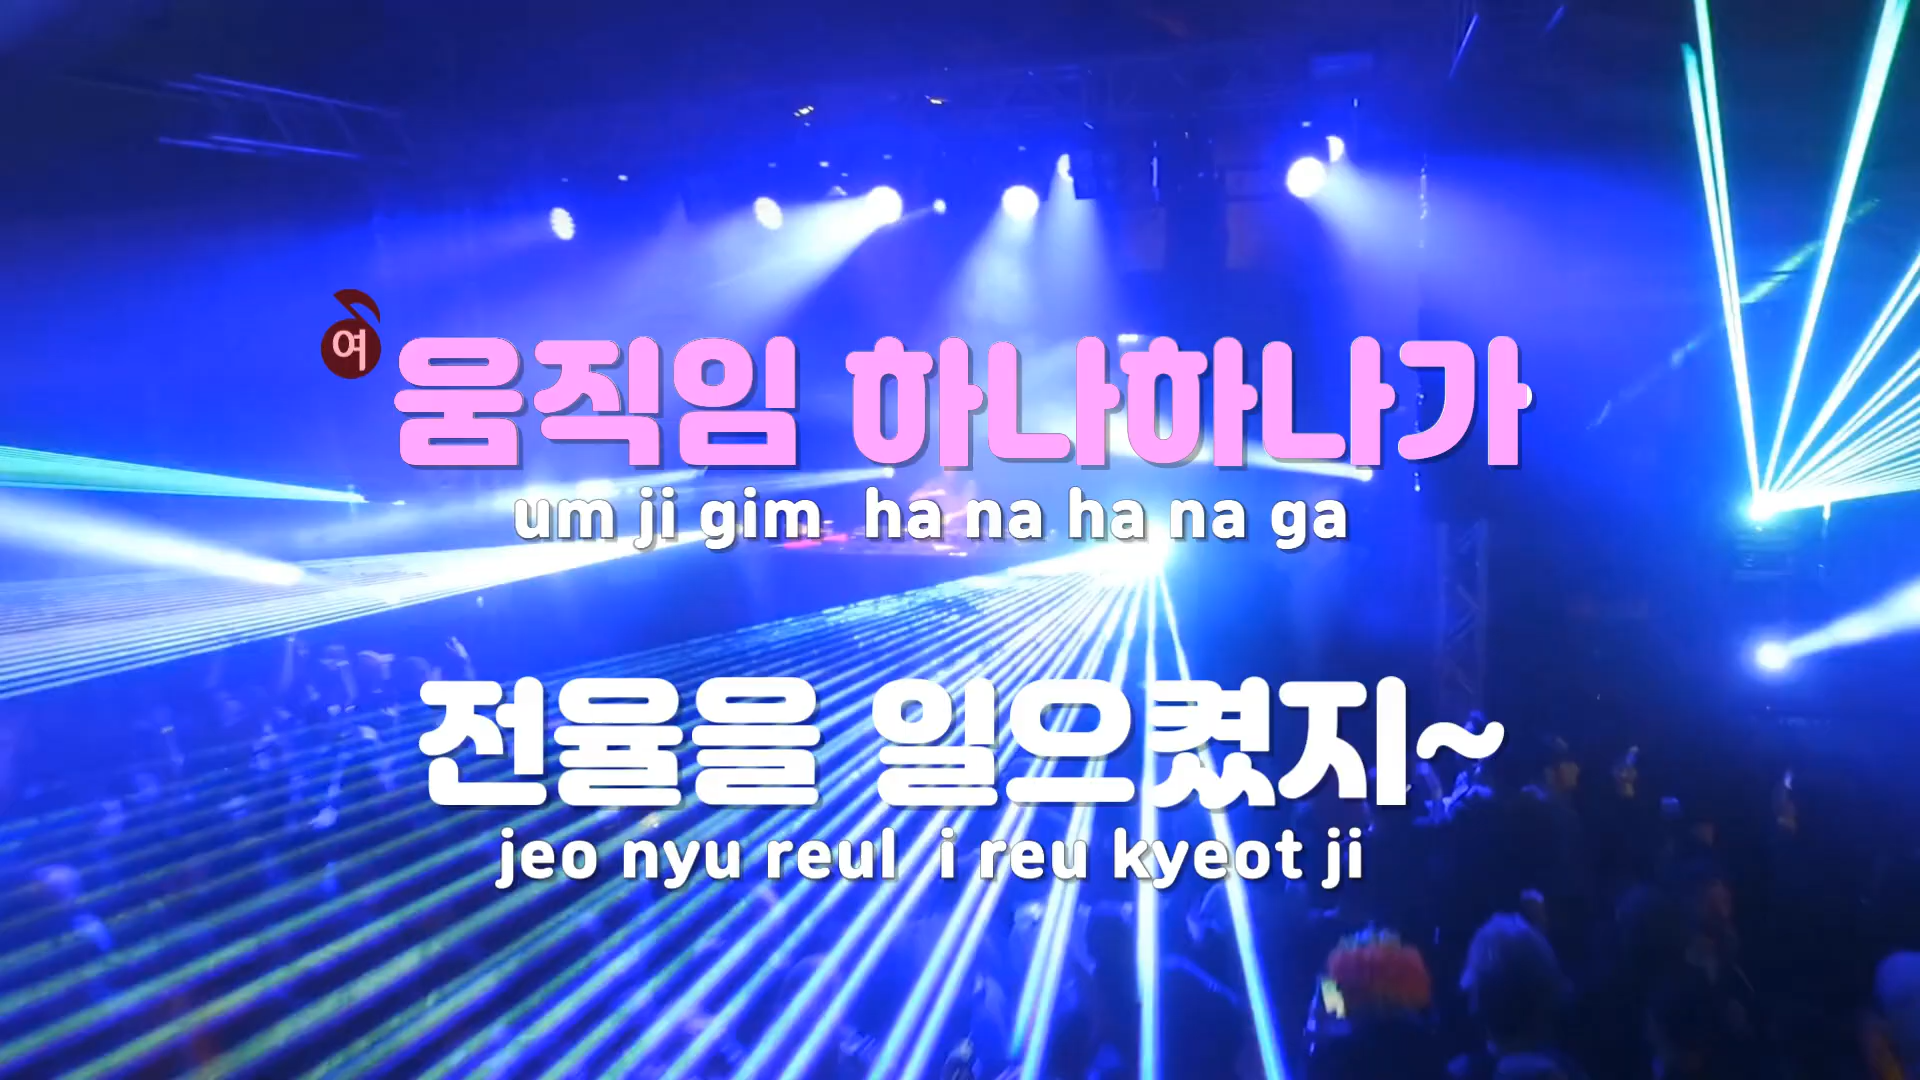 여 움직임 하나하나가
um ji gim ha na ha na ga
전율을 일으켰지~
jeo nyu reul i reu kyeot ji